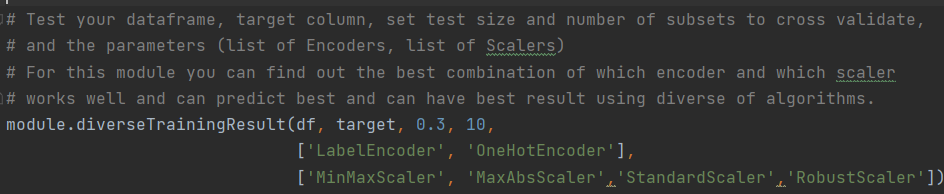 # Test your dataframe, target column, set test size and number of subsets to cross validate,
# and the parameters (list of Encoders, list of Scalers)
# For this module you can find out the best combination of which encoder and which scaler
# works well and can predict best and can have best result using diverse of algorithms.
module.diverseTrainingResult(df, target, 0.3, 10,
['LabelEncoder', 'OneHotEncoder'],
['MinMaxScaler', 'MaxAbsScaler','StandardScaler','RobustScaler'])